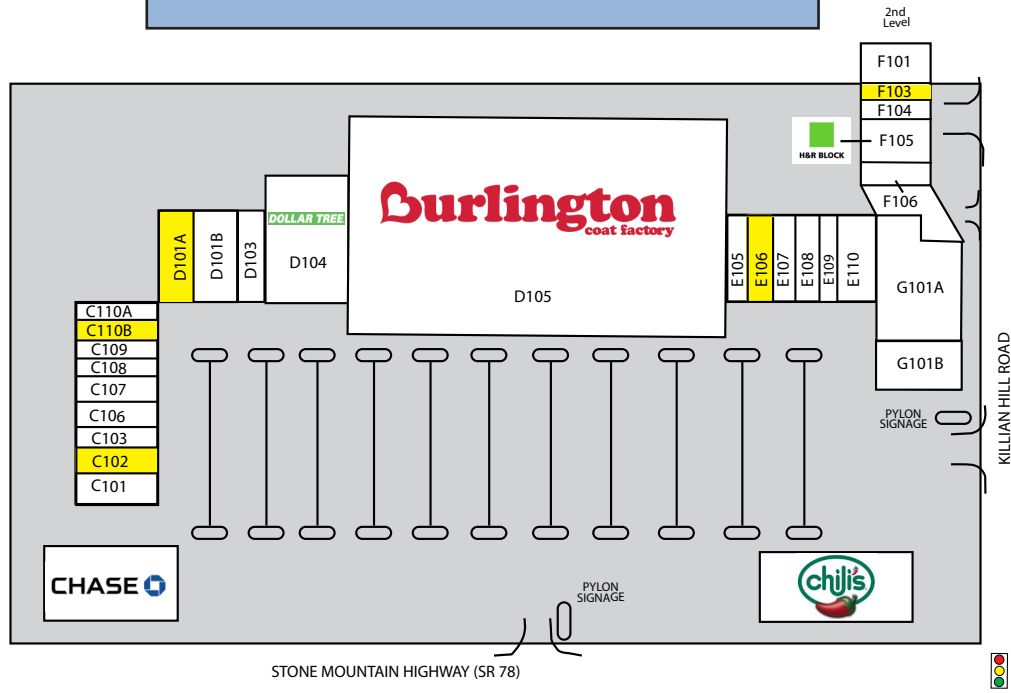 2nd
Level
F101
F103
F104
F105
H&R BLOCK
F106
DOLLAR TREE
Burlington
coat factory
D101A
D101B
D103
D104
D105
E105
E106
E107
E108
E109
E110
G101A
G101B
C110A
C110B
C109
C108
C107
C106
C103
C102
C101
PYLON
SIGNAGE
KILLIAN HILL ROAD
CHASE
PYLON
SIGNAGE
chili's
STONE MOUNTAIN HIGHWAY (SR 78)